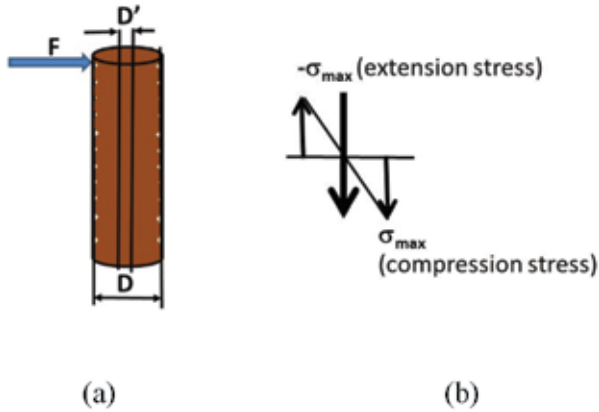 D’
F
D
-σmax (extension stress)
σmax
(compression stress)
(a)
(b)